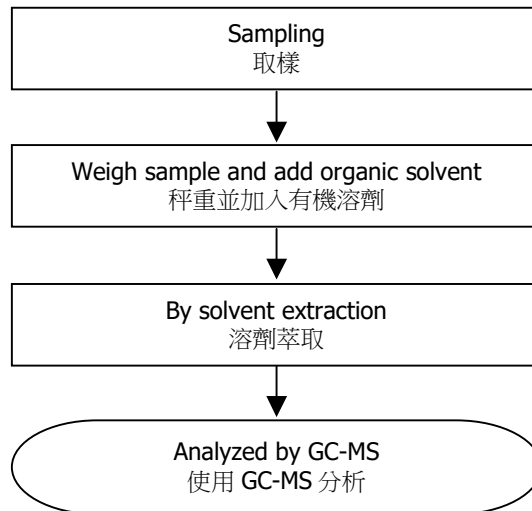 Sampling
取樣
Weigh sample and add organic solvent
秤重並加入有機溶劑
By solvent extraction
溶劑萃取
Analyzed by GC-MS
使用 GC-MS 分析